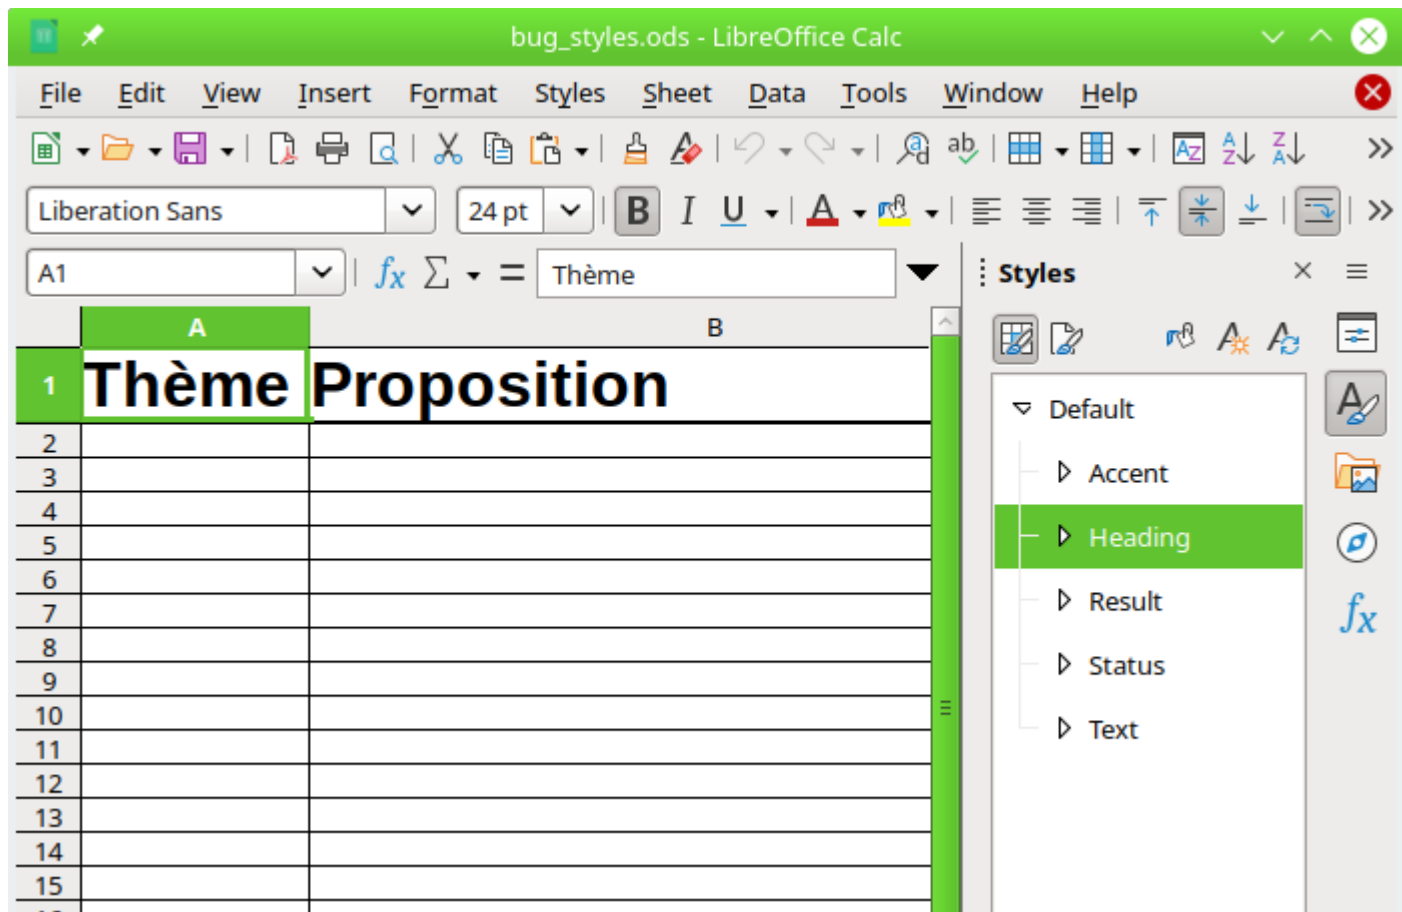 bug_styles.ods - LibreOffice Calc
File Edit View Insert Format Styles Sheet Data Tools Window Help
Liberation Sans 24 pt B I U A
A1 fx Σ = Thème Styles
A B
1 Thème Proposition
2
3
4
5
6
7
8
9
10
11
12
13
14
15
Default
Accent
Heading
Result
Status
Text